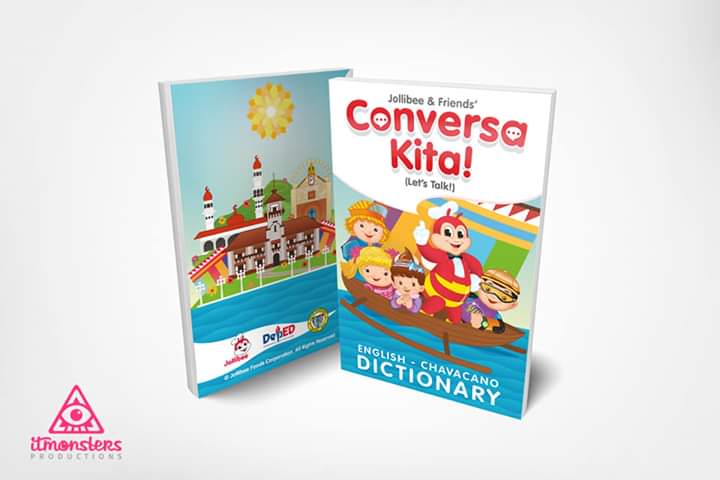 Jollibee & Friends'
Conversa
Kita!
(Let's Talk!)
ENGLISH - CHAVACANO
DICTIONARY
Jollibee
DepED
© Jollibee Foods Corporation. All Rights Reserved
itmonsters
PRODUCTIONS